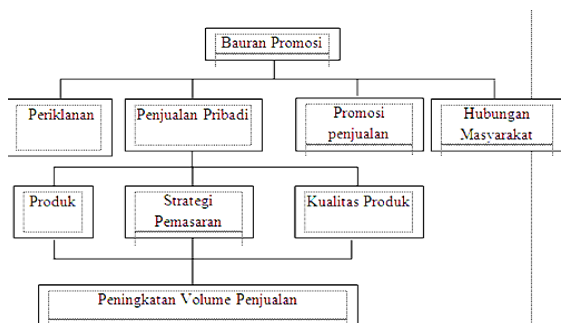 Bauran Promosi
Periklanan
Penjualan Pribadi
Promosi
penjualan
Hubungan
Masyarakat
Produk
Strategi
Pemasaran
Kualitas Produk
Peningkatan Volume Penjualan